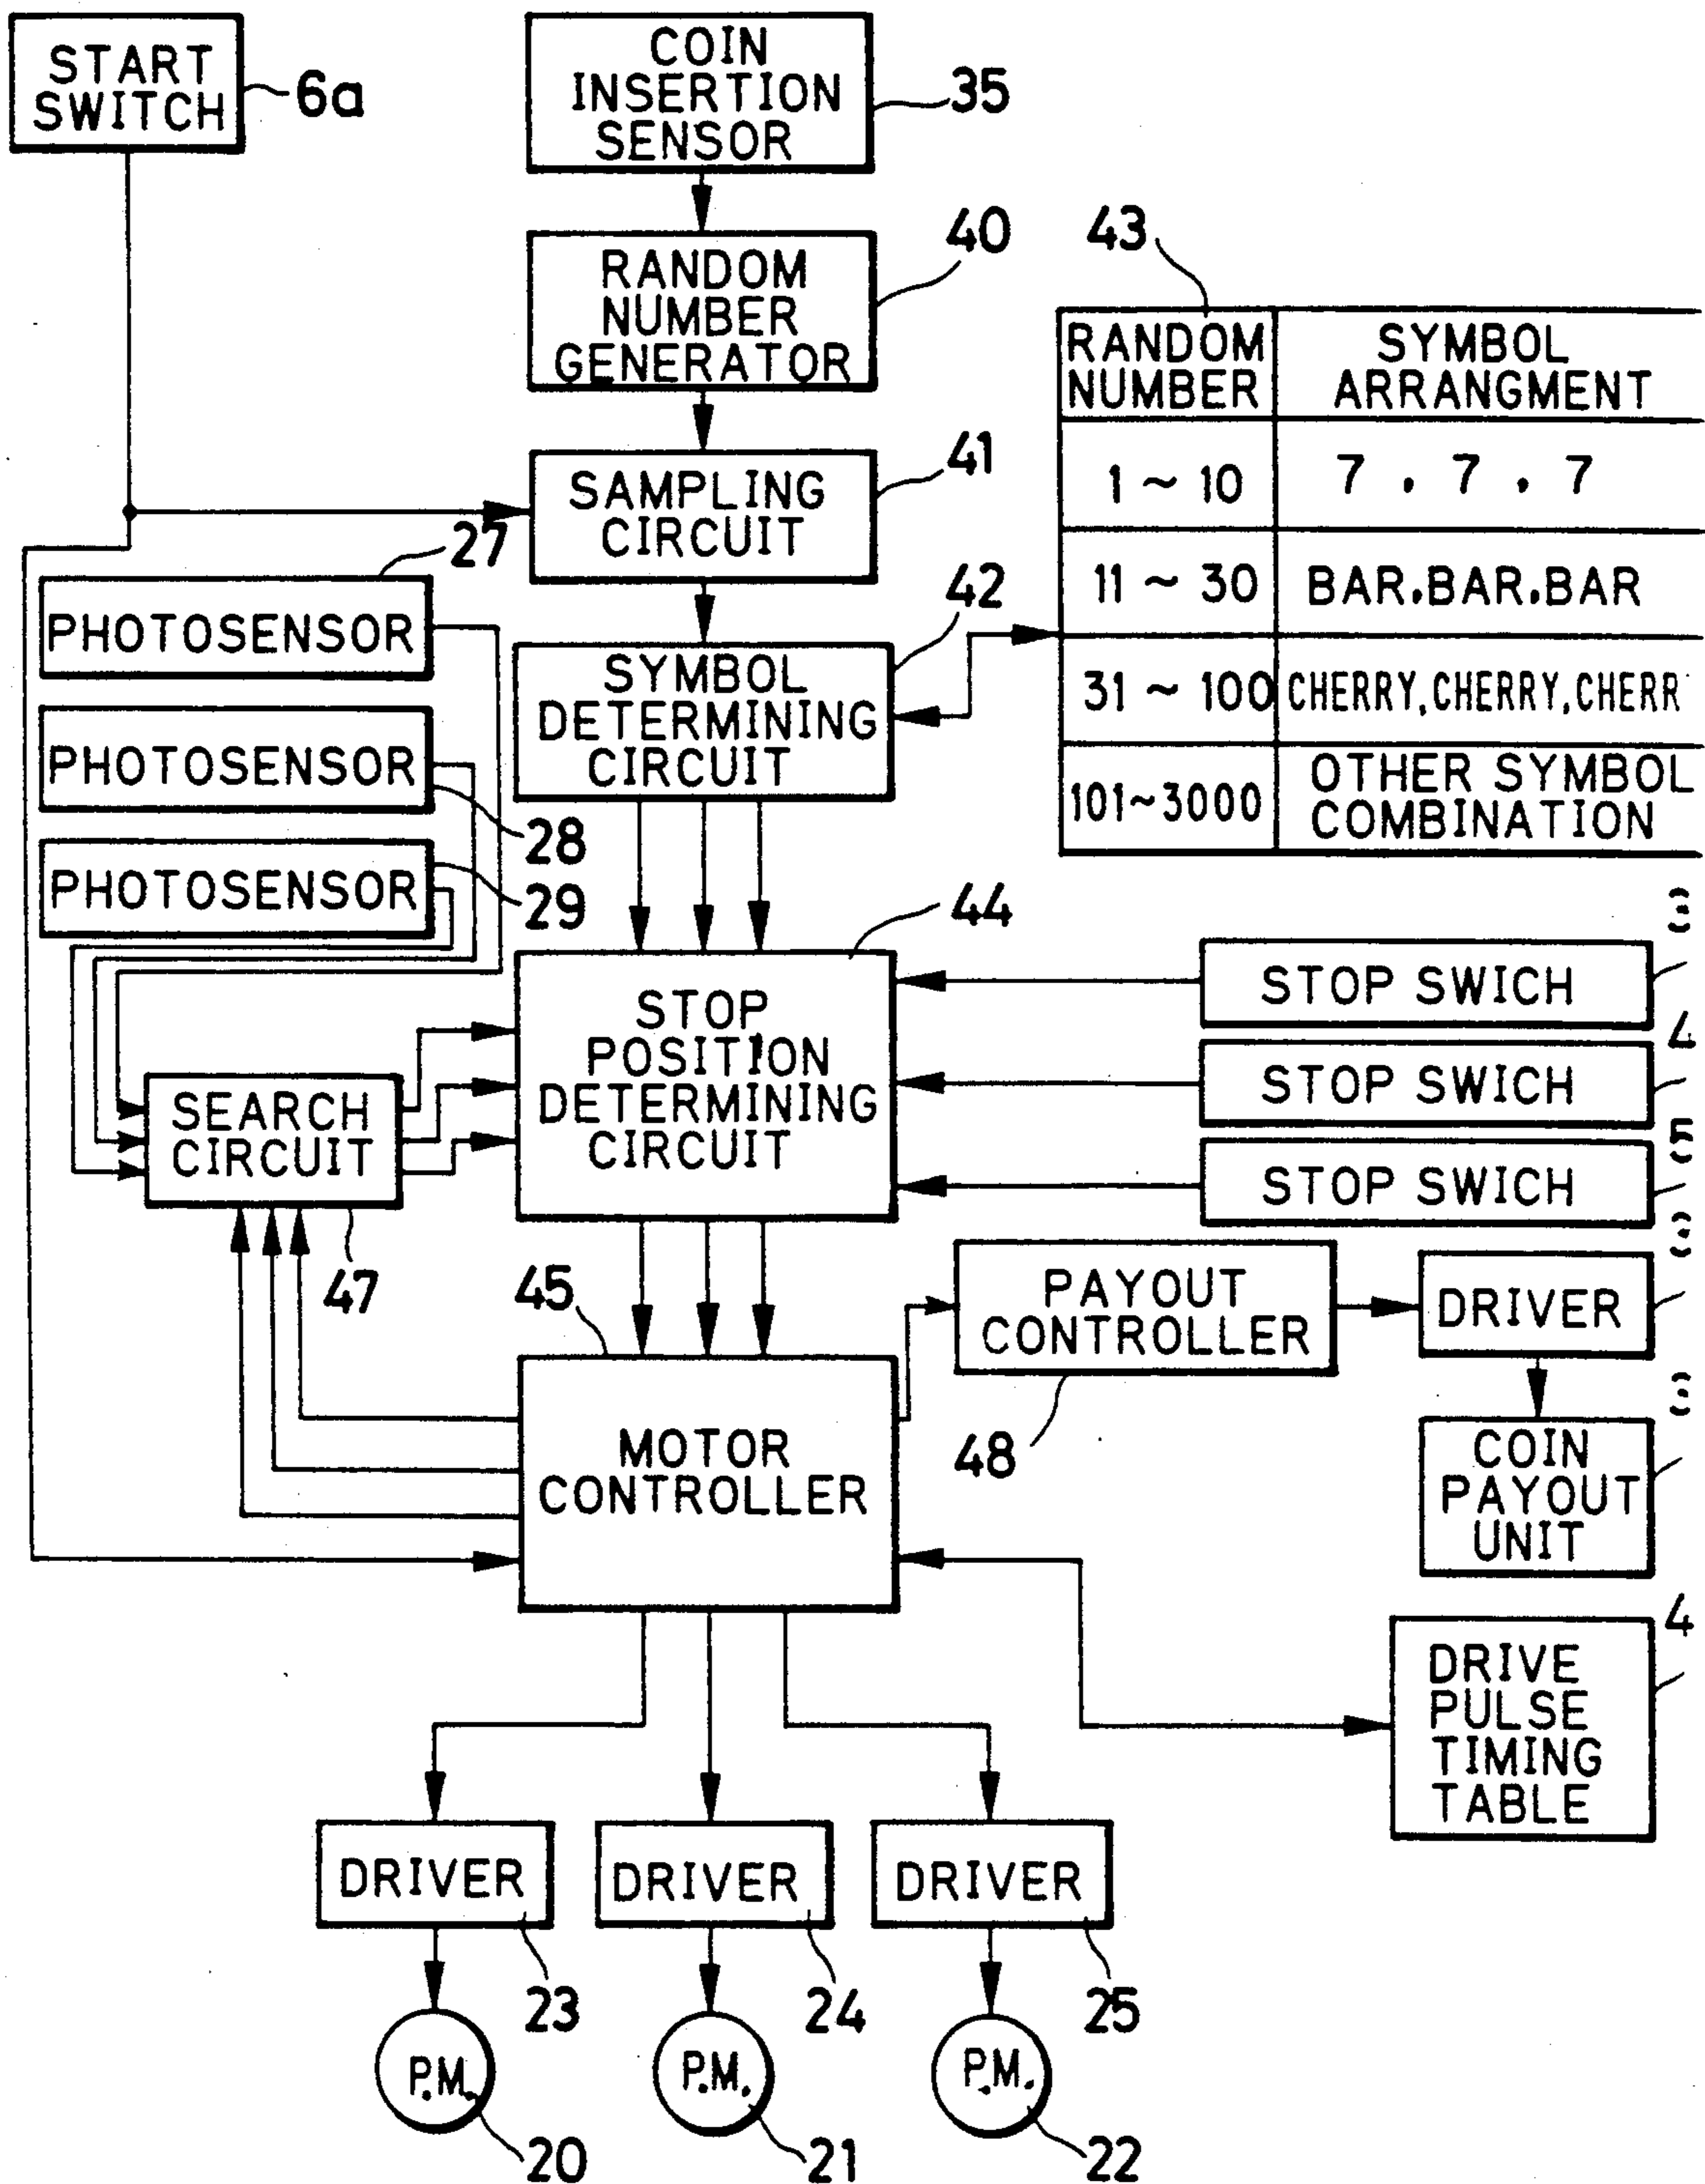 START
SWITCH
6a
COIN
INSERTION
SENSOR
35
RANDOM
NUMBER
GENERATOR
40
43
RANDOM
NUMBER
SYMBOL
ARRANGMENT
1 ~ 10
7 . 7 . 7
11 ~ 30
BAR.BAR.BAR
31 ~ 100
CHERRY,CHERRY,CHERR
101~3000
OTHER SYMBOL
COMBINATION
SAMPLING
CIRCUIT
41
27
PHOTOSENSOR
SYMBOL
DETERMINING
CIRCUIT
42
PHOTOSENSOR
28
PHOTOSENSOR
29
STOP
POSITION
DETERMINING
CIRCUIT
44
STOP SWICH
4
STOP SWICH
STOP SWICH
SEARCH
CIRCUIT
47
45
MOTOR
CONTROLLER
PAYOUT
CONTROLLER
48
DRIVER
COIN
PAYOUT
UNIT
4
DRIVE
PULSE
TIMING
TABLE
DRIVER
23
DRIVER
24
DRIVER
25
P.M.
20
P.M.
21
P.M.
22